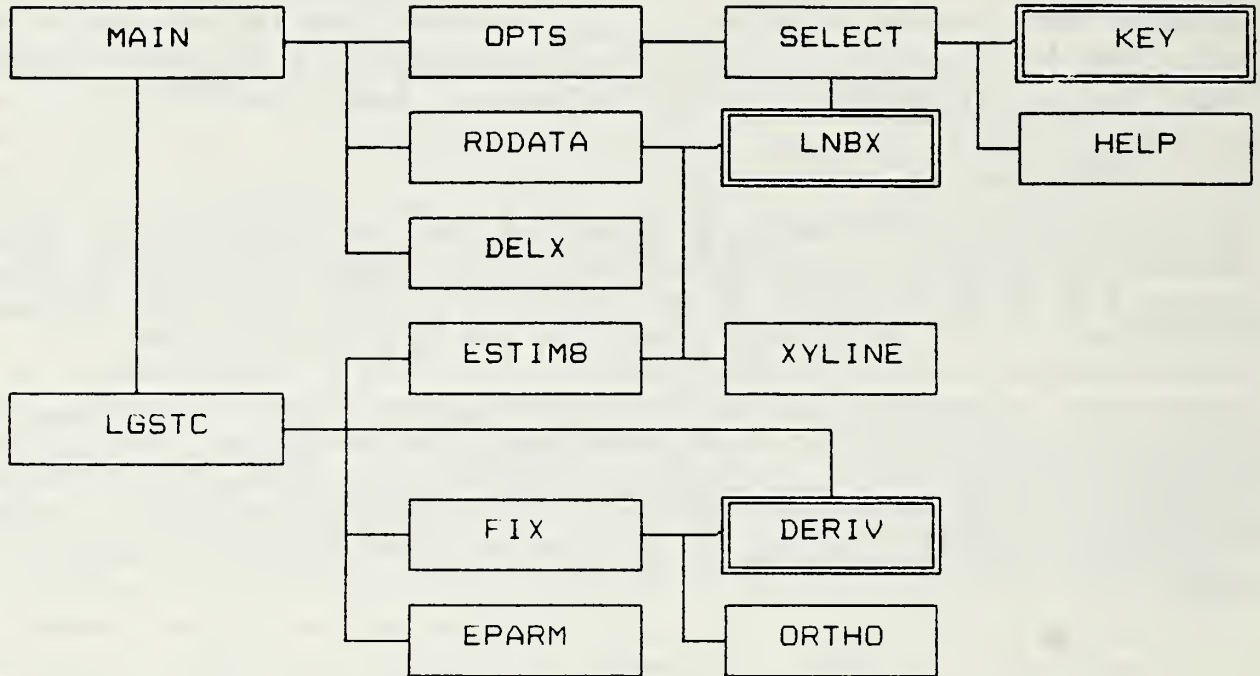 MAIN
OPTS
SELECT
KEY
RDDATA
LNBX
HELP
DELX
ESTIM8
XYLINE
LGSTC
FIX
DERIV
EPARM
ORTHO